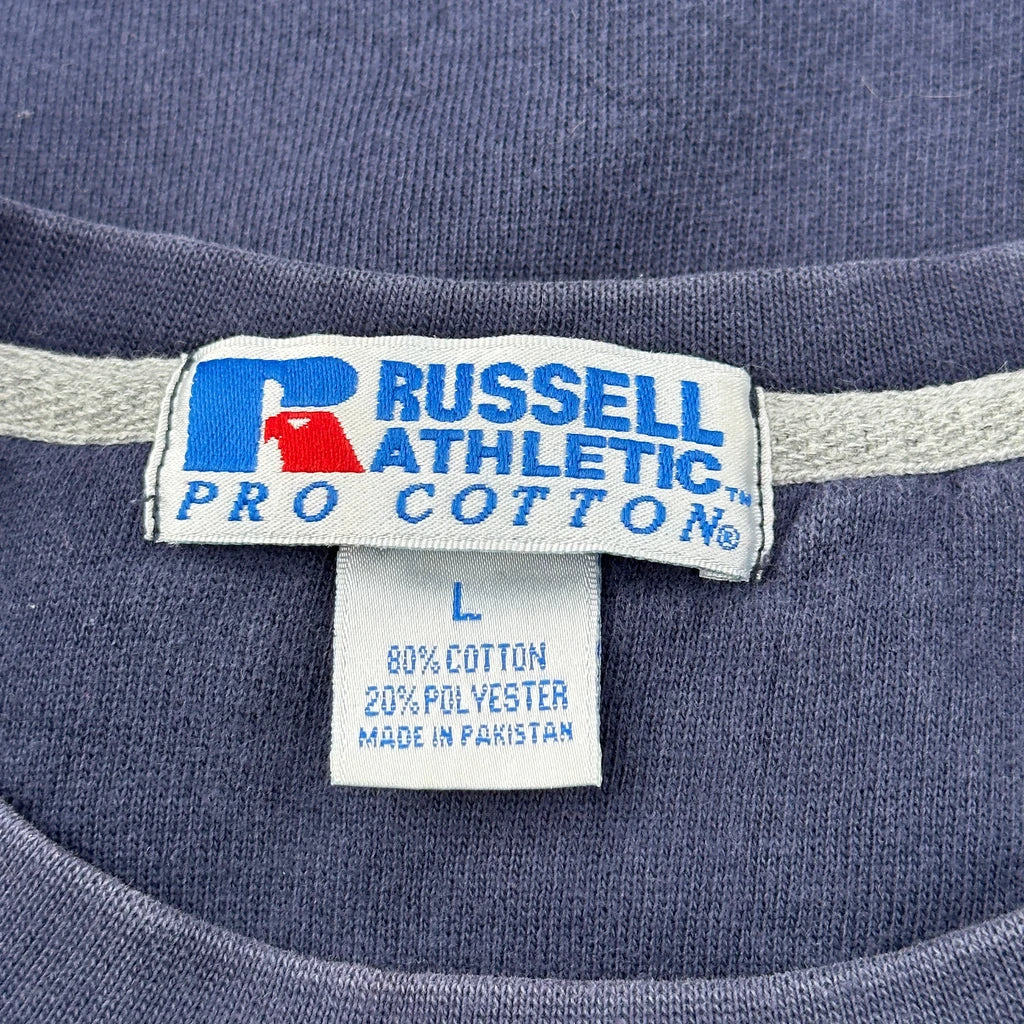 R RUSSELL
ATHLETIC™
PRO COTTON®
L
80% COTTON
20% POLYESTER
MADE IN PAKISTAN